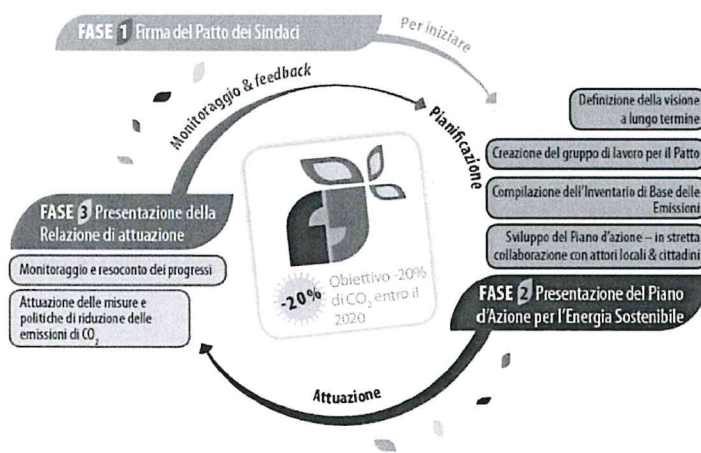 FASE 1 Firma del Patto dei Sindaci
Per iniziare
Monitoraggio & feedback
Pianificazione
Definizione della visione
a lungo termine
Creazione del gruppo di lavoro per il Patto
Compilazione dell'Inventario di Base delle
Emissioni
Sviluppo del Piano d'azione – in stretta
collaborazione con attori locali & cittadini
FASE 2 Presentazione del Piano
d'Azione per l'Energia Sostenibile
Attuazione
FASE 3 Presentazione della
Relazione di attuazione
Monitoraggio e resoconto dei progressi
Attuazione delle misure e
politiche di riduzione delle
emissioni di CO₂
-20%
Obiettivo -20%
di CO₂ entro il
2020